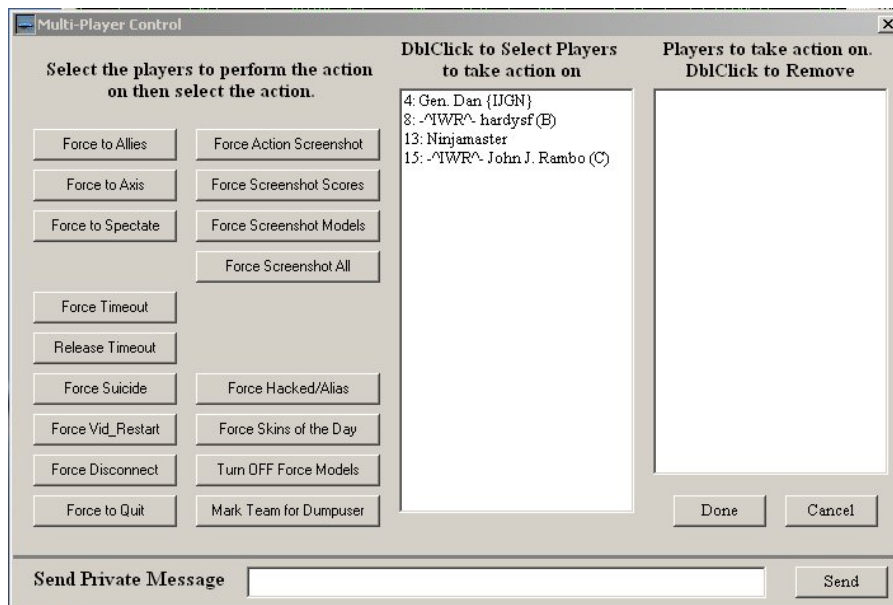 Multi-Player Control
Select the players to perform the action
on then select the action.
DblClick to Select Players
to take action on
Players to take action on.
DblClick to Remove
Force to Allies
Force Action Screenshot
Force to Axis
Force Screenshot Scores
Force to Spectate
Force Screenshot Models
Force Screenshot All
Force Timeout
Release Timeout
Force Suicide
Force Hacked/Alias
Force Vid_Restart
Force Skins of the Day
Force Disconnect
Turn OFF Force Models
Force to Quit
Mark Team for Dumpuser
4: Gen. Dan {IJGN}
8: -^IWR^- hardysf (B)
13: Ninjamaster
15: -^IWR^- John J. Rambo (C)
Done
Cancel
Send Private Message
Send